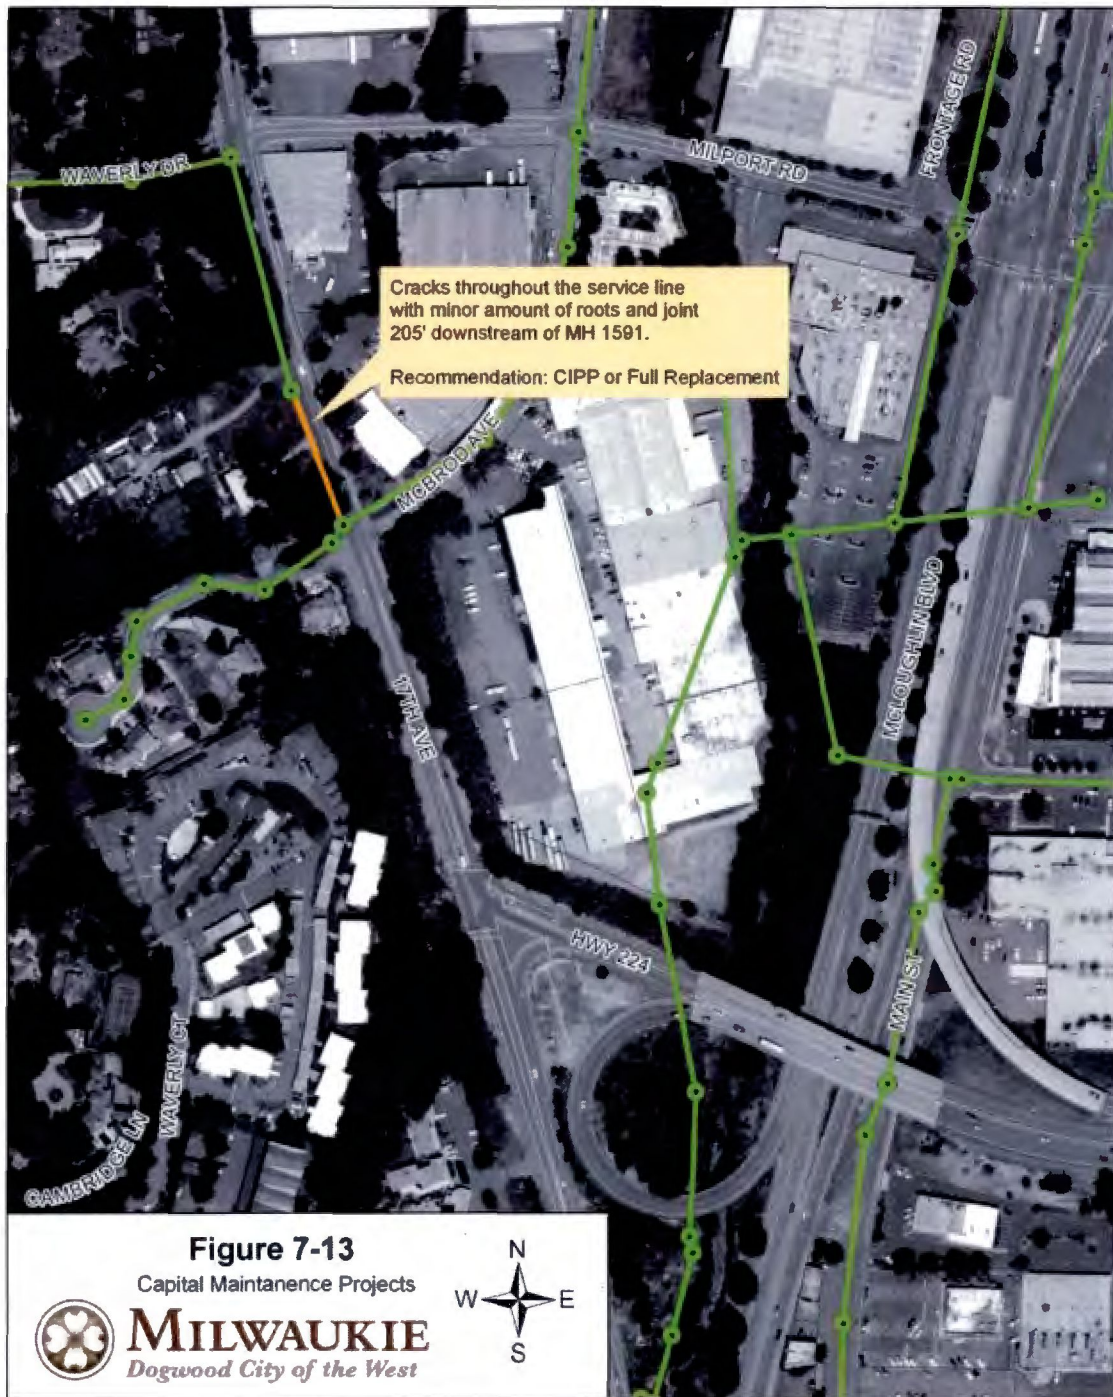 WAVERLY DR
MILPORT RD
FRONTAGE RD
Cracks throughout the service line
with minor amount of roots and joint
205' downstream of MH 1591.
Recommendation: CIPP or Full Replacement
MCBROD AVE
17TH AVE
MCLOUGHLIN BLVD
HWY 224
MAIN ST
WAVERLY CT
CAMBRIDGE LN
Figure 7-13
Capital Maintanence Projects
MILWAUKIE
Dogwood City of the West
N
W E
S